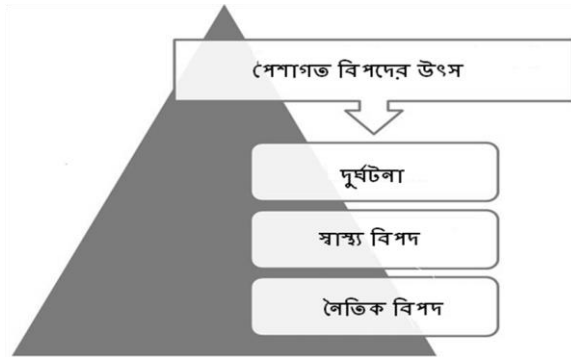 পেশাগত বিপদের উৎস
দুর্ঘটনা
স্বাস্থ্য বিপদ
নৈতিক বিপদ